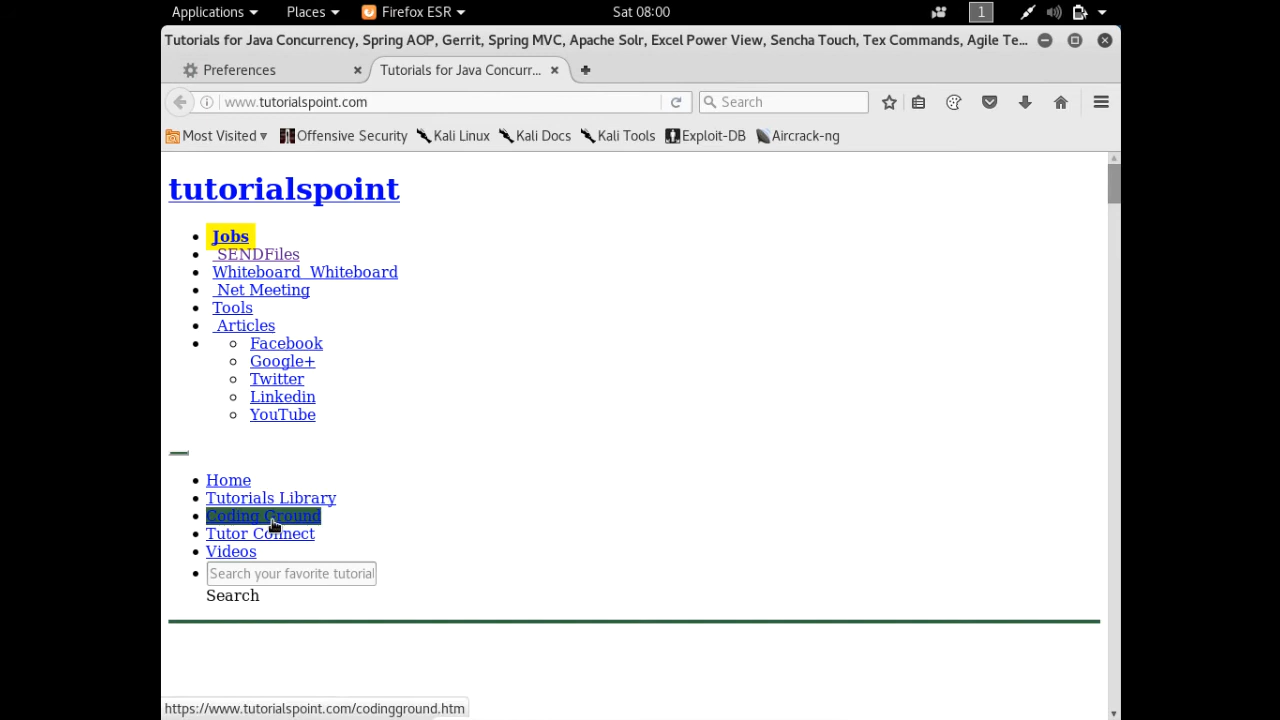 Applications Places Firefox ESR Sat 08:00 1
Tutorials for Java Concurrency, Spring AOP, Gerrit, Spring MVC, Apache Solr, Excel Power View, Sencha Touch, Tex Commands, Agile Te...
Preferences Tutorials for Java Concurr...
www.tutorialspoint.com Search
Most Visited Offensive Security Kali Linux Kali Docs Kali Tools Exploit-DB Aircrack-ng
tutorialspoint
Jobs
SENDFiles
Whiteboard Whiteboard
Net Meeting
Tools
Articles
Facebook
Google+
Twitter
Linkedin
YouTube
Home
Tutorials Library
Coding Ground
Tutor Connect
Videos
Search your favorite tutorial
Search
https://www.tutorialspoint.com/codingground.htm